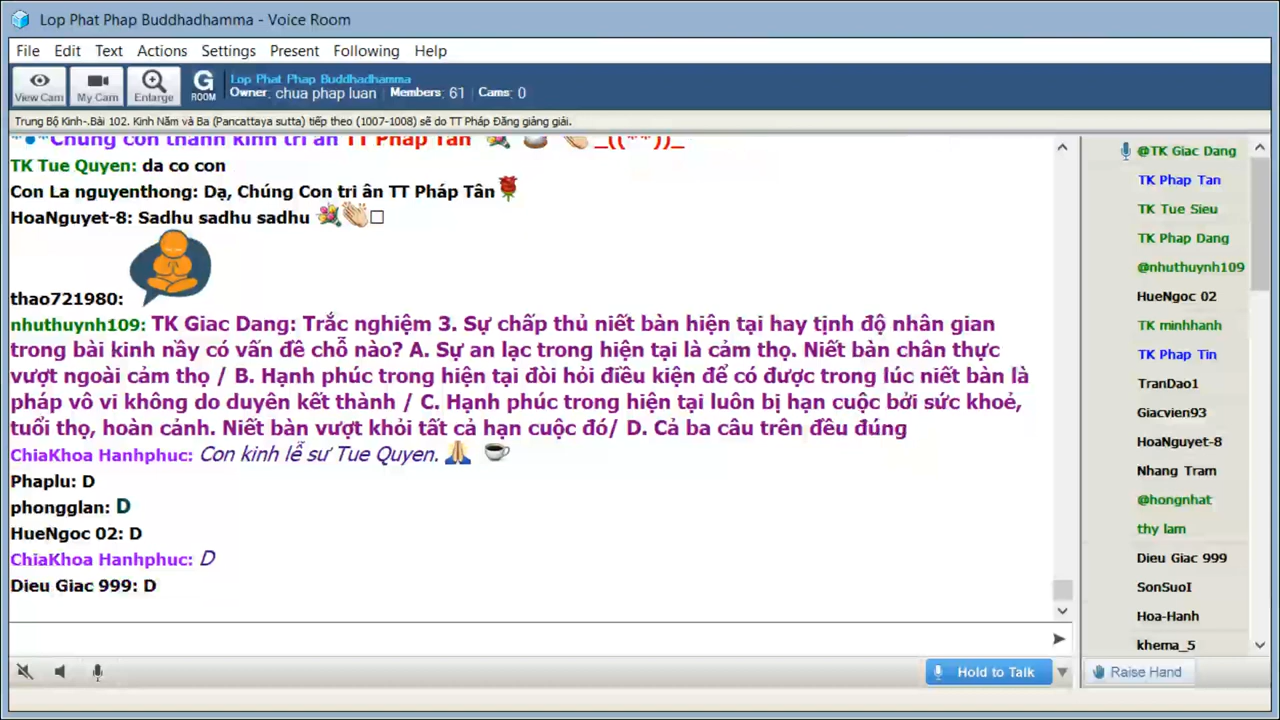 Lop Phat Phap Buddhadhamma - Voice Room
File Edit Text Actions Settings Present Following Help
View Cam My Cam Enlarge G ROOM
Lop Phat Phap Buddhadhamma
Owner: chua phap luan , Members: 61 , Cams: 0
Trung Bộ Kinh-.Bài 102. Kinh Năm và Ba (Pancattaya sutta) tiếp theo (1007-1008) sẽ do TT Pháp Đăng giảng giải.
TT Pháp Tân _((**))_
TK Tue Quyen: da co con
Con La nguyenthong: Dạ, Chúng Con tri ân TT Pháp Tân
HoaNguyet-8: Sadhu sadhu sadhu
thao721980:
nhuthuynh109: TK Giac Dang: Trắc nghiệm 3. Sự chấp thủ niết bàn hiện tại hay tịnh độ nhân gian
trong bài kinh nầy có vấn đề chỗ nào? A. Sự an lạc trong hiện tại là cảm thọ. Niết bàn chân thực
vượt ngoài cảm thọ / B. Hạnh phúc trong hiện tại đòi hỏi điều kiện để có được trong lúc niết bàn là
pháp vô vi không do duyên kết thành / C. Hạnh phúc trong hiện tại luôn bị hạn cuộc bởi sức khoẻ,
tuổi thọ, hoàn cảnh. Niết bàn vượt khỏi tất cả hạn cuộc đó/ D. Cả ba câu trên đều đúng
ChiaKhoa Hanhphuc: Con kinh lễ sư Tue Quyen.
Phaplu: D
phongglan: D
HueNgoc 02: D
ChiaKhoa Hanhphuc: D
Dieu Giac 999: D
@TK Giac Dang
TK Phap Tan
TK Tue Sieu
TK Phap Dang
@nhuthuynh109
HueNgoc 02
TK minhhanh
TK Phap Tin
TranDao1
Giacvien93
HoaNguyet-8
Nhang Tram
@hongnhat
thy lam
Dieu Giac 999
SonSuoI
Hoa-Hanh
khema_5
Hold to Talk
Raise Hand